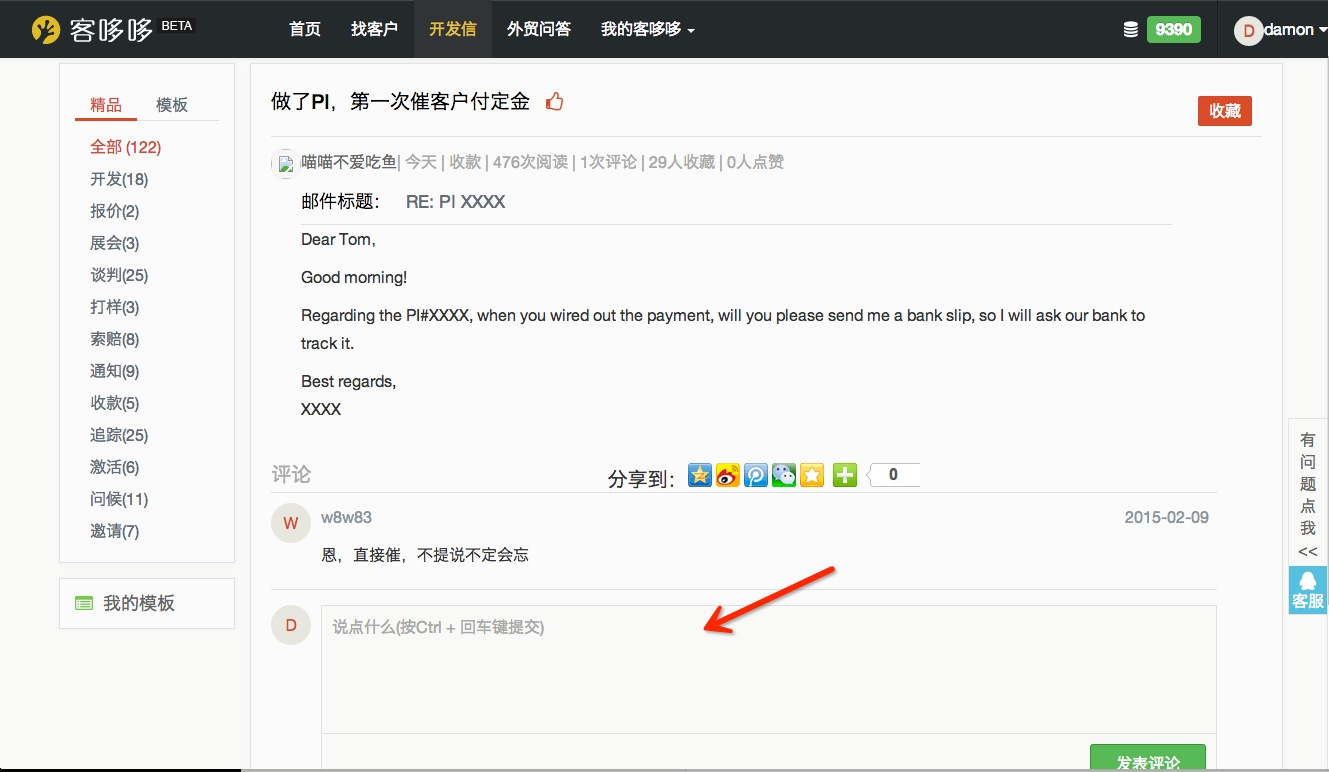 客哆哆 BETA
首页 找客户 开发信 外贸问答 我的客哆哆
9390
D damon
精品 模板
全部 (122)
开发(18)
报价(2)
展会(3)
谈判(25)
打样(3)
索赔(8)
通知(9)
收款(5)
追踪(25)
激活(6)
问候(11)
邀请(7)
我的模板
做了PI，第一次催客户付定金
收藏
喵喵不爱吃鱼| 今天 | 收款 | 476次阅读 | 1次评论 | 29人收藏 | 0人点赞
邮件标题： RE: PI XXXX
Dear Tom,
Good morning!
Regarding the PI#XXXX, when you wired out the payment, will you please send me a bank slip, so I will ask our bank to
track it.
Best regards,
XXXX
评论 分享到： 0
W w8w83 2015-02-09
恩，直接催，不提说不定会忘
D 说点什么(按Ctrl + 回车键提交)
发表评论
有
问
题
点
我
<<
客服